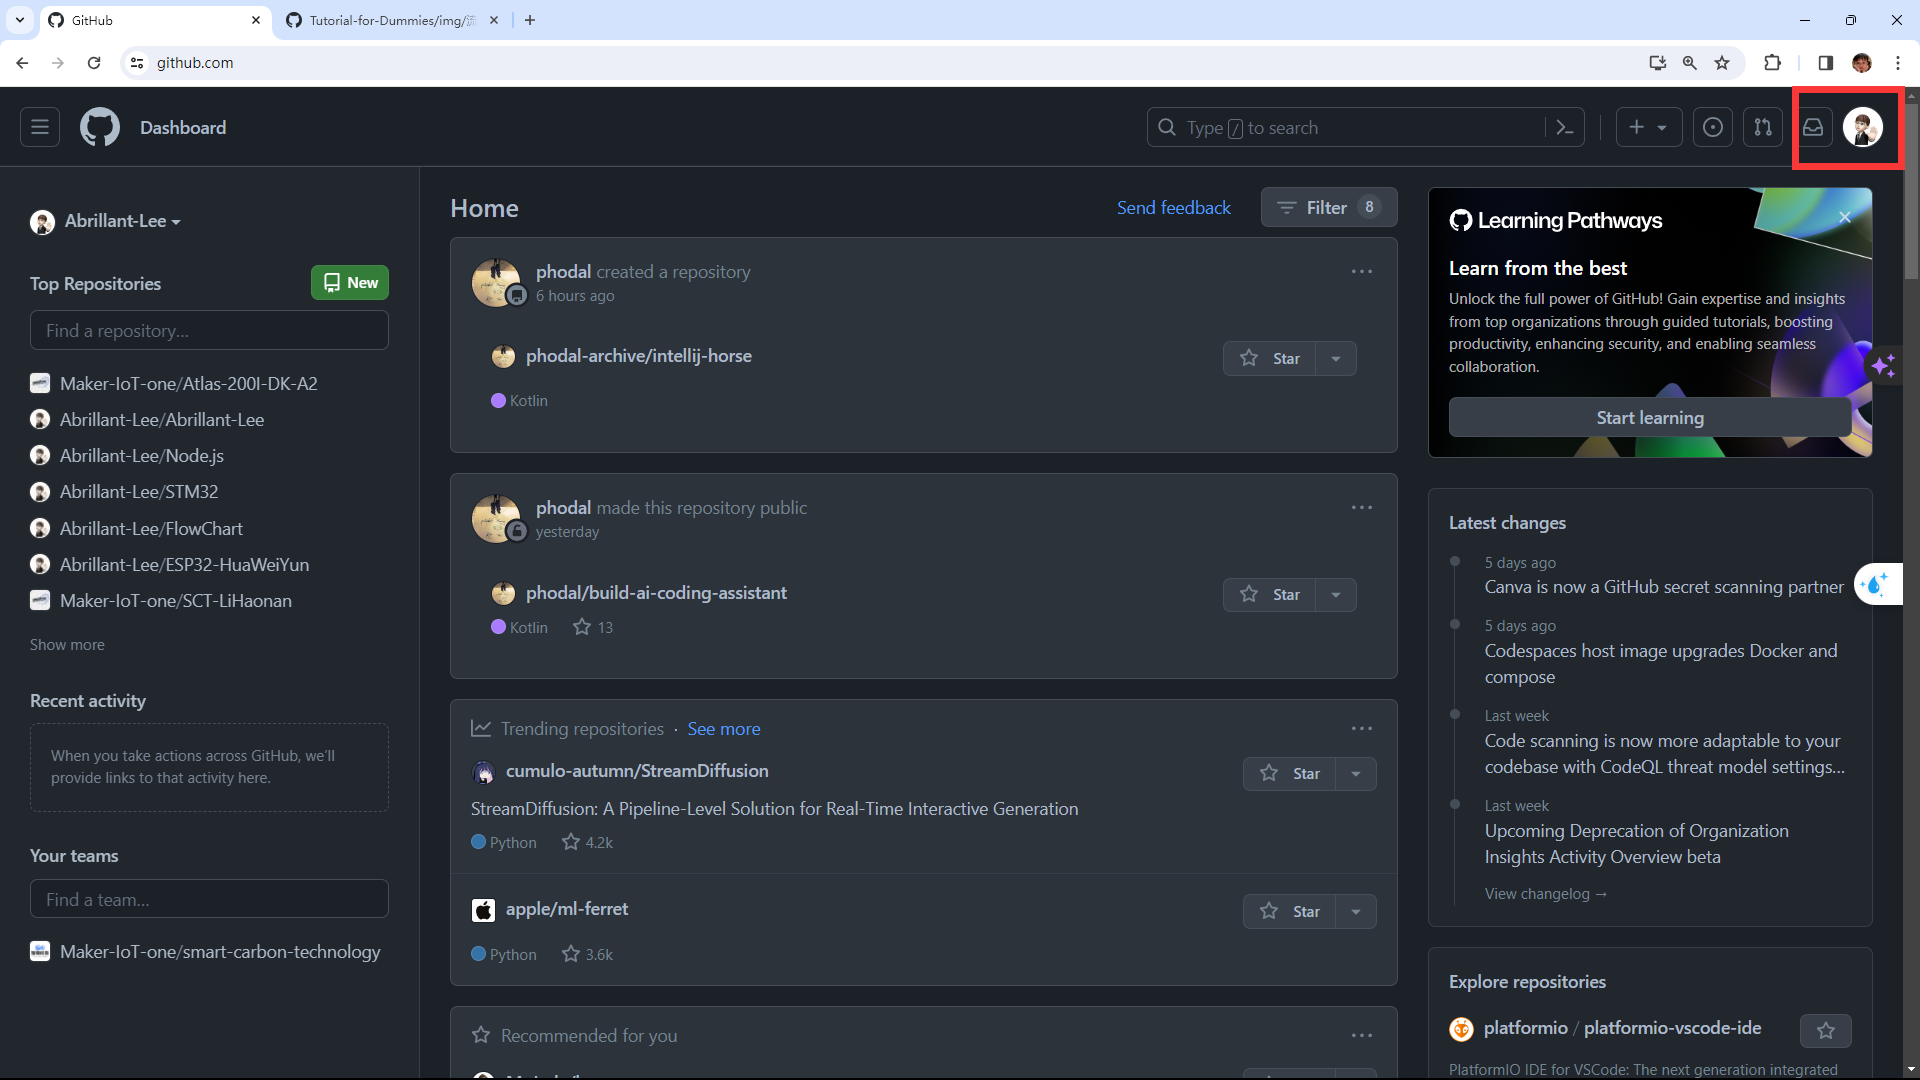 GitHub
Tutorial-for-Dummies/img/
github.com
Dashboard
Type / to search
Abrillant-Lee
Top Repositories
New
Find a repository...
Maker-IoT-one/Atlas-200I-DK-A2
Abrillant-Lee/Abrillant-Lee
Abrillant-Lee/Node.js
Abrillant-Lee/STM32
Abrillant-Lee/FlowChart
Abrillant-Lee/ESP32-HuaWeiYun
Maker-IoT-one/SCT-LiHaonan
Show more
Recent activity
When you take actions across GitHub, we'll
provide links to that activity here.
Your teams
Find a team...
Maker-IoT-one/smart-carbon-technology
Home
Send feedback
Filter 8
phodal created a repository
6 hours ago
phodal-archive/intellij-horse
Star
Kotlin
phodal made this repository public
yesterday
phodal/build-ai-coding-assistant
Star
Kotlin 13
Trending repositories · See more
cumulo-autumn/StreamDiffusion
Star
StreamDiffusion: A Pipeline-Level Solution for Real-Time Interactive Generation
Python 4.2k
apple/ml-ferret
Star
Python 3.6k
Recommended for you
Learning Pathways
Learn from the best
Unlock the full power of GitHub! Gain expertise and insights
from top organizations through guided tutorials, boosting
productivity, enhancing security, and enabling seamless
collaboration.
Start learning
Latest changes
5 days ago
Canva is now a GitHub secret scanning partner
5 days ago
Codespaces host image upgrades Docker and
compose
Last week
Code scanning is now more adaptable to your
codebase with CodeQL threat model settings...
Last week
Upcoming Deprecation of Organization
Insights Activity Overview beta
View changelog →
Explore repositories
platformio / platformio-vscode-ide
PlatformIO IDE for VSCode: The next generation integrated